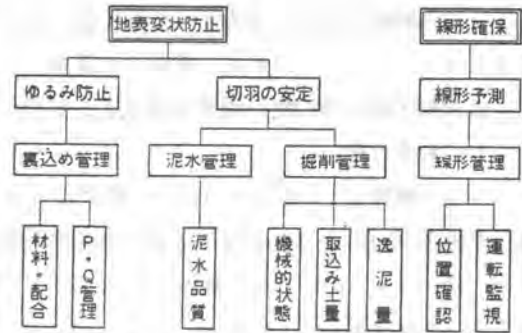 地表変状防止
線形確保
ゆるみ防止
切羽の安定
線形予測
裏込め管理
泥水管理
掘削管理
線形管理
材料・配合
P・Q管理
泥水品質
機械的状態
取込み土量
逸泥量
位置確認
運転監視